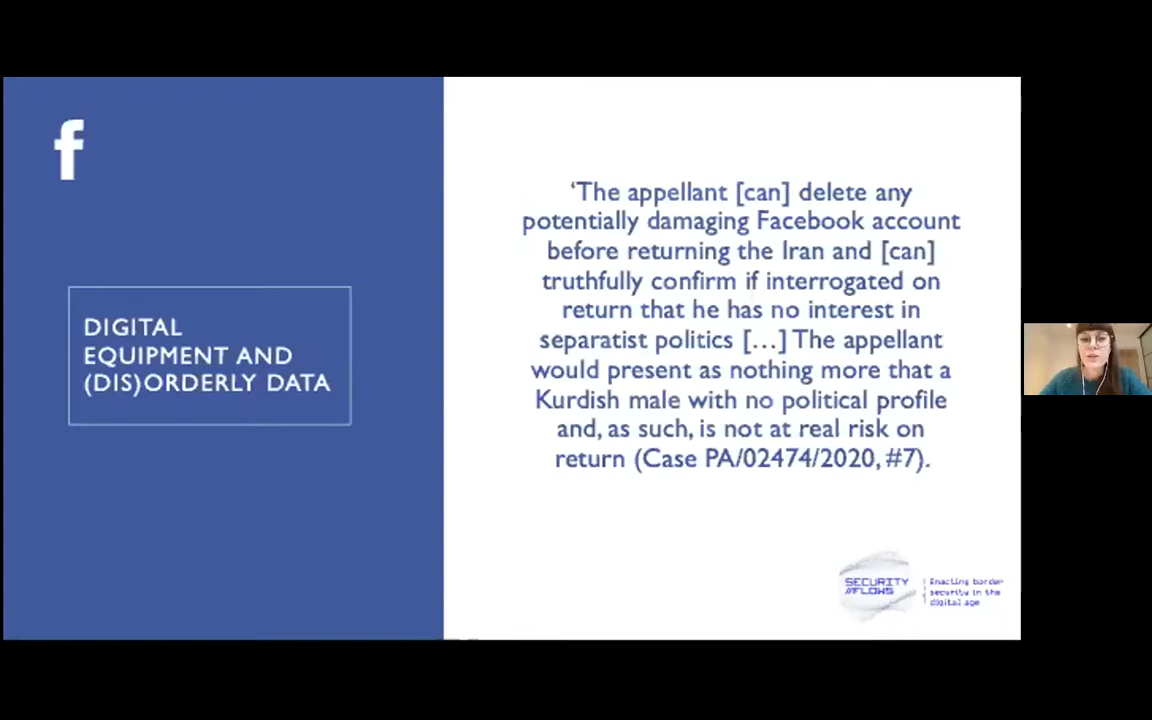 f
DIGITAL
EQUIPMENT AND
(DIS)ORDERLY DATA
‘The appellant [can] delete any
potentially damaging Facebook account
before returning the Iran and [can]
truthfully confirm if interrogated on
return that he has no interest in
separatist politics […] The appellant
would present as nothing more that a
Kurdish male with no political profile
and, as such, is not at real risk on
return (Case PA/02474/2020, #7).
SECURITY
//FLOWS
Enacting border
security in the
digital age